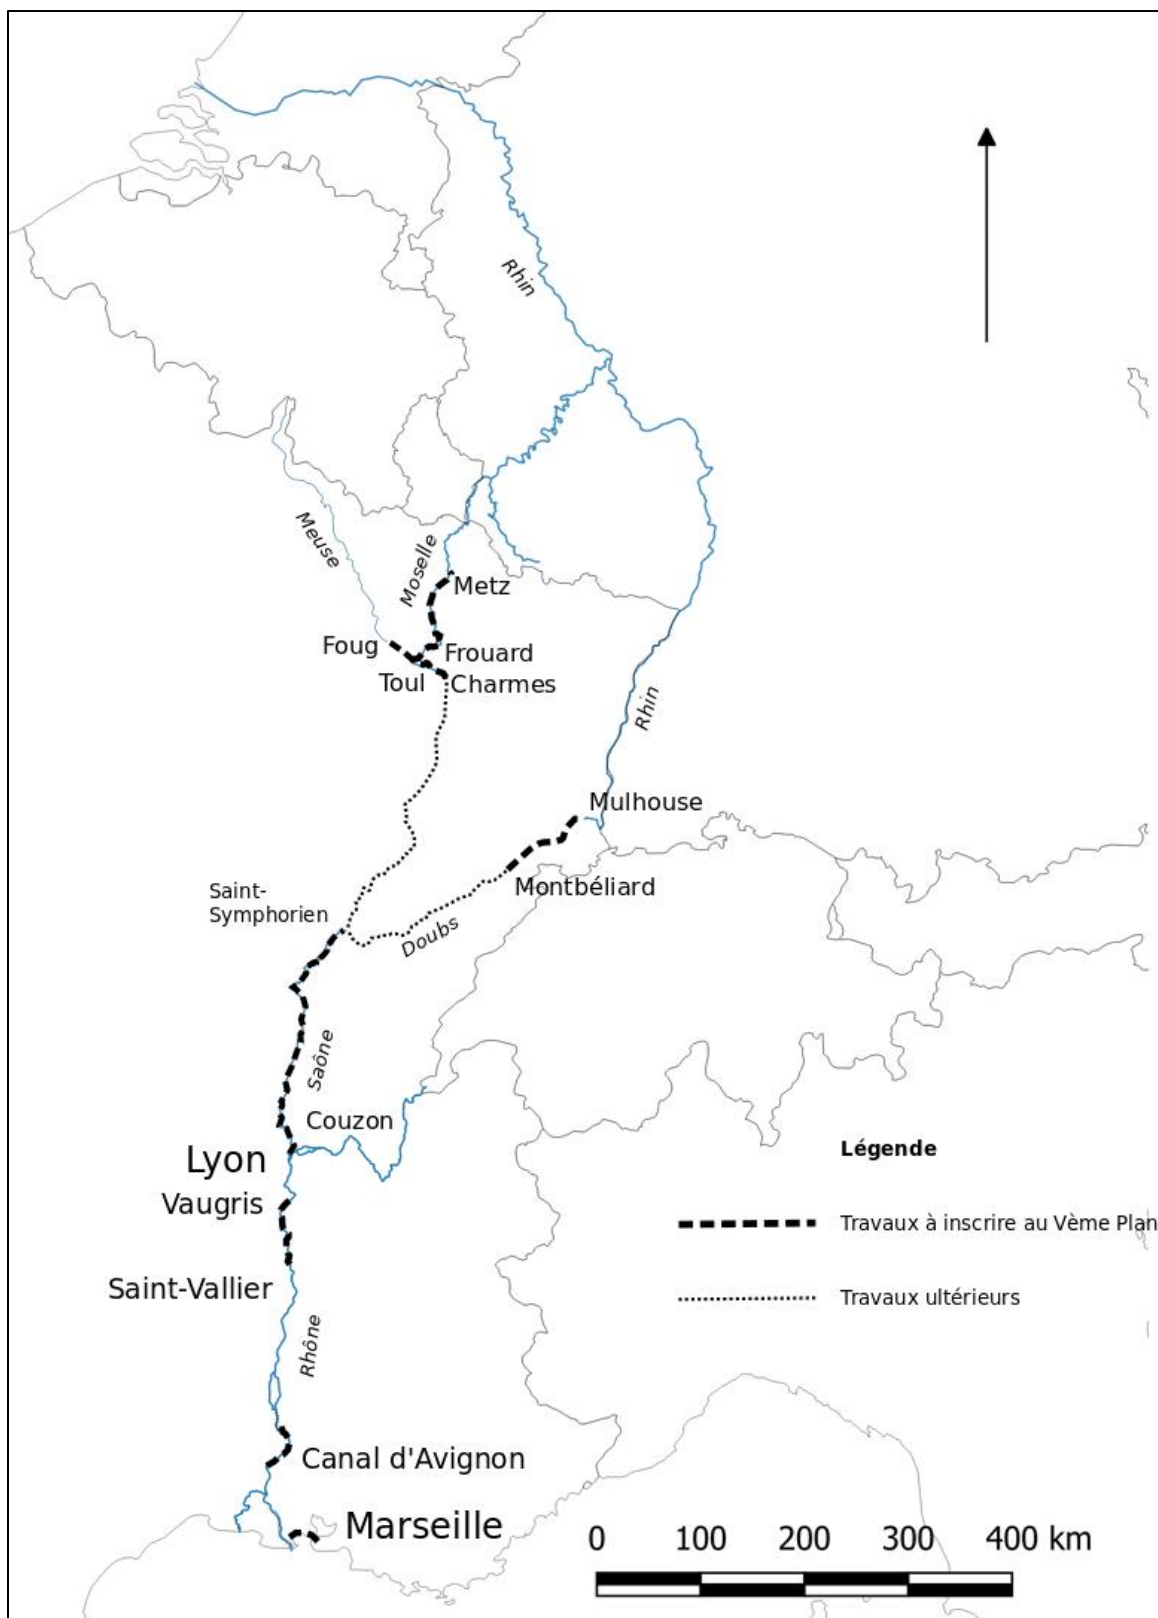 Rhin
Meuse
Moselle
Metz
Foug
Frouard
Toul
Charmes
Rhin
Mulhouse
Montbéliard
Saint-
Symphorien
Doubs
Saône
Couzon
Lyon
Vaugris
Saint-Vallier
Rhône
Canal d'Avignon
Marseille
Légende
Travaux à inscrire au Vème Plan
Travaux ultérieurs
0 100 200 300 400 km